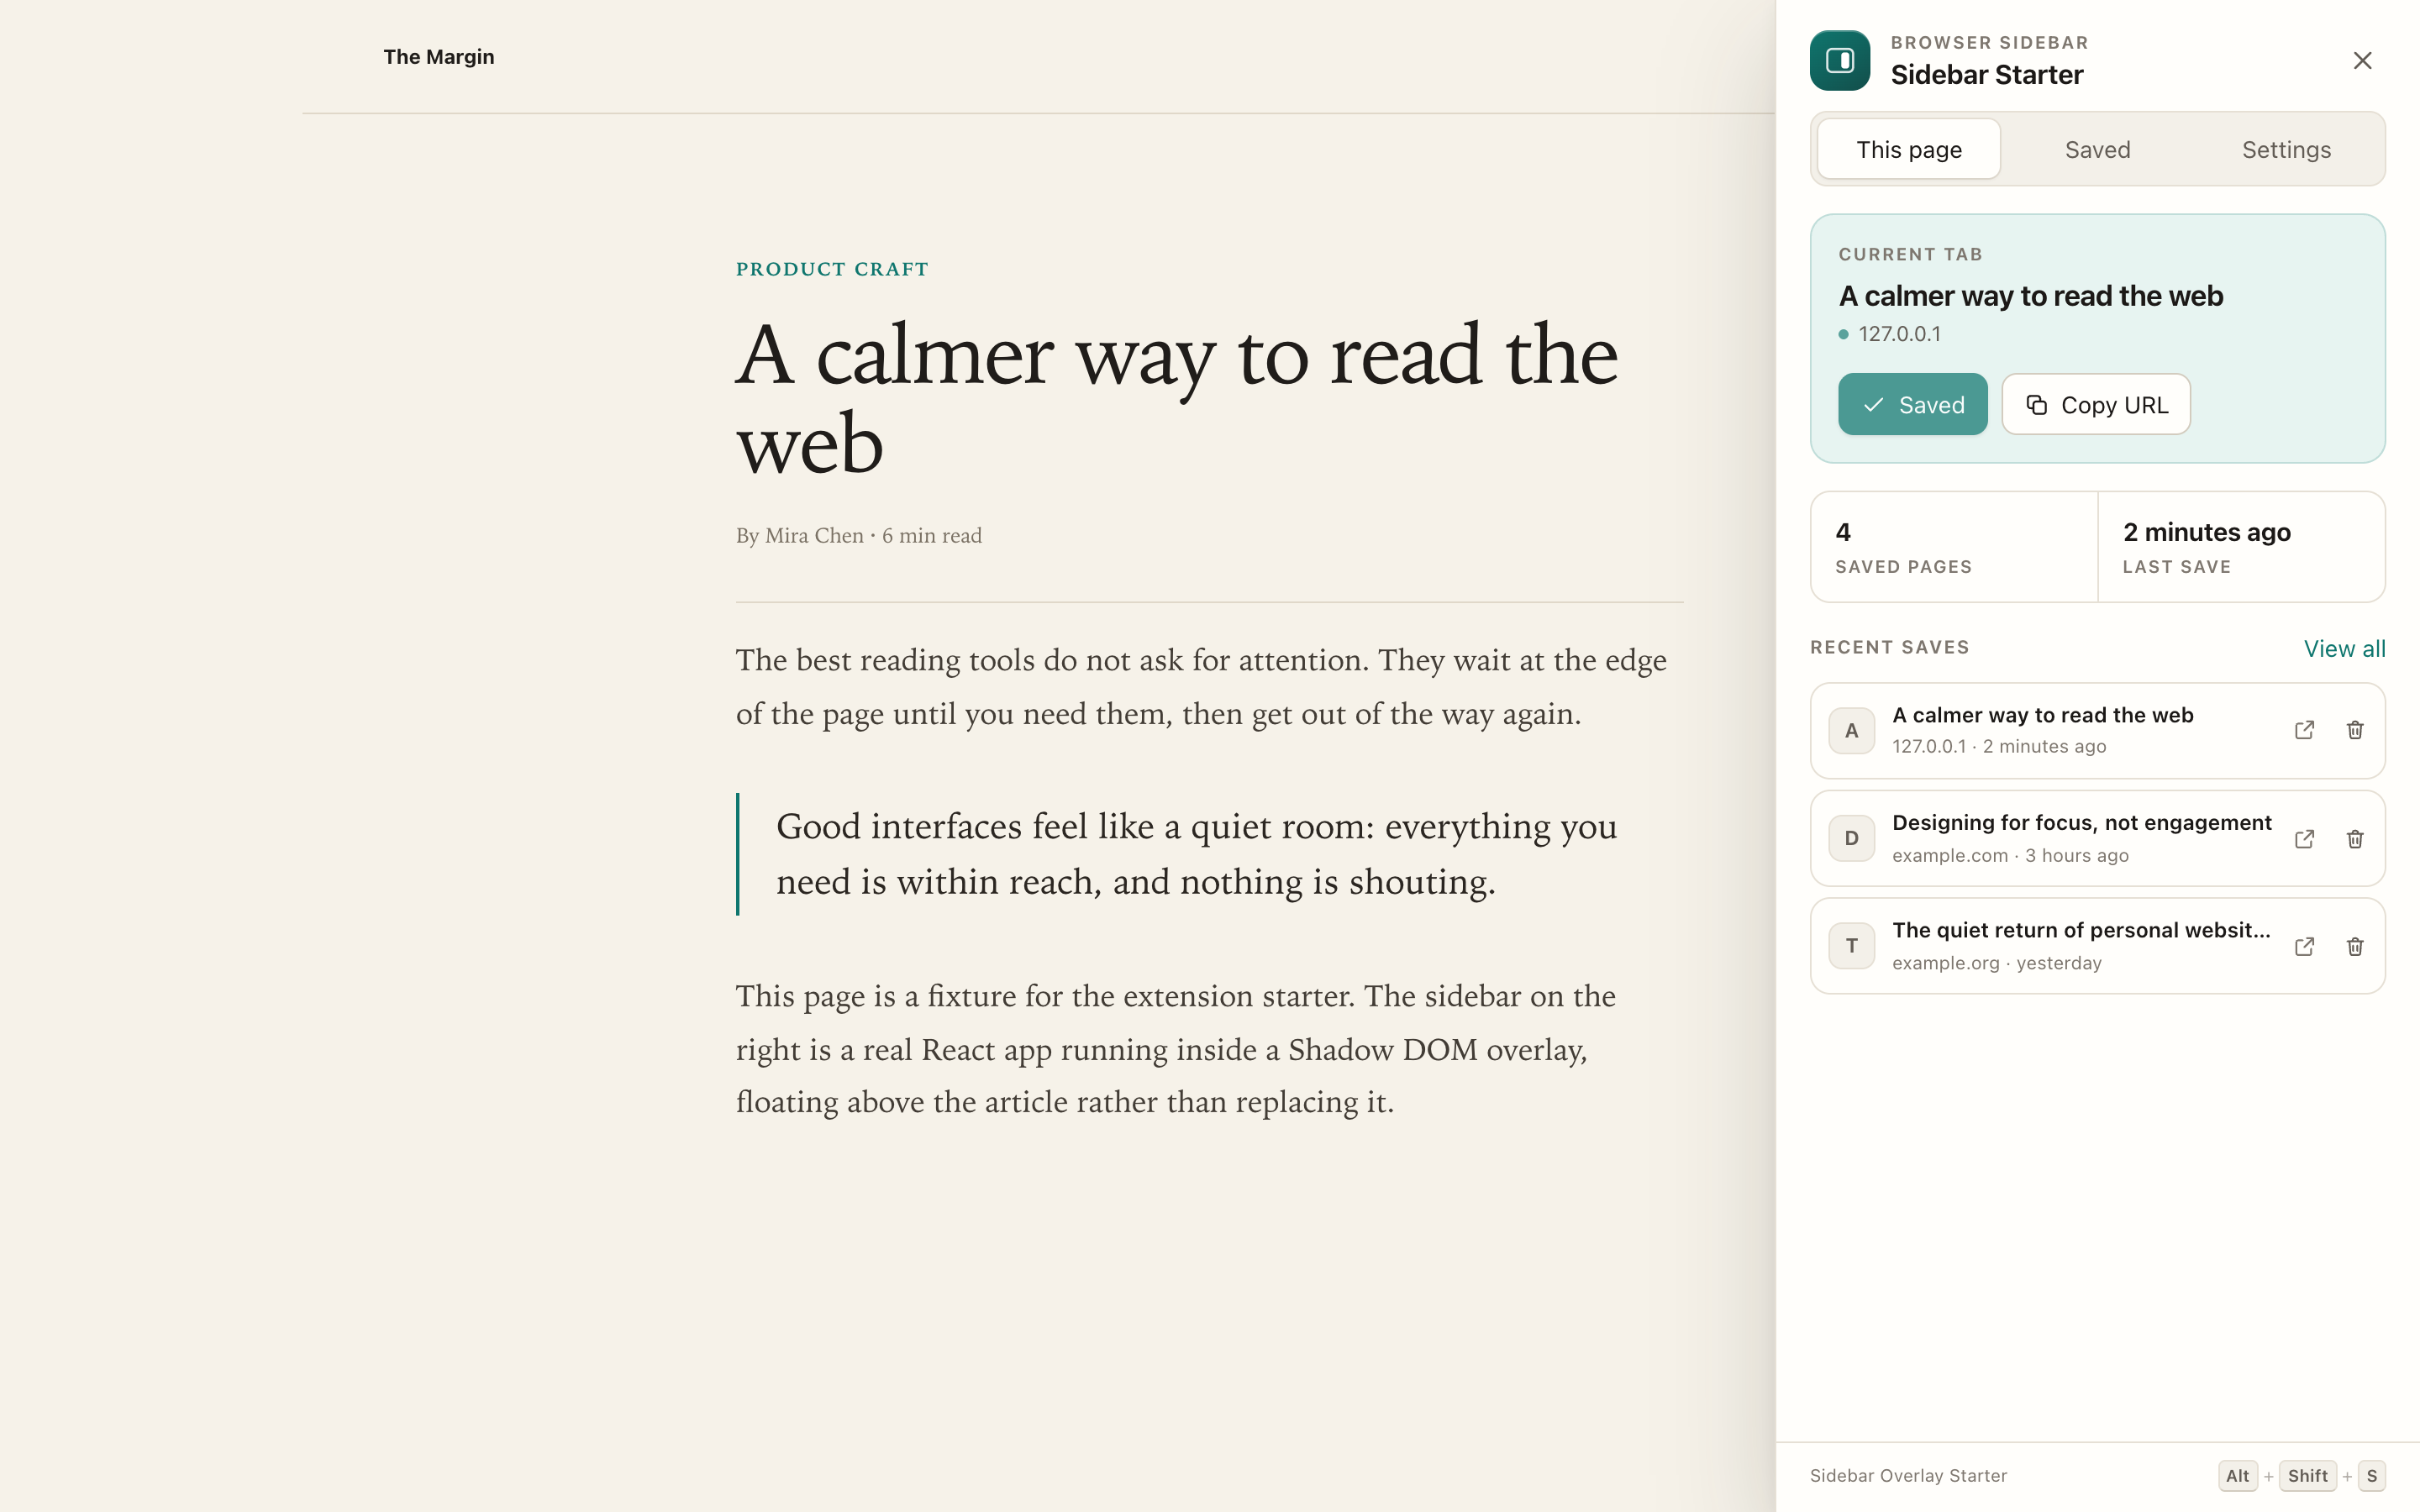 The Margin
PRODUCT CRAFT
A calmer way to read the
web
By Mira Chen · 6 min read
The best reading tools do not ask for attention. They wait at the edge
of the page until you need them, then get out of the way again.
Good interfaces feel like a quiet room: everything you
need is within reach, and nothing is shouting.
This page is a fixture for the extension starter. The sidebar on the
right is a real React app running inside a Shadow DOM overlay,
floating above the article rather than replacing it.
BROWSER SIDEBAR
Sidebar Starter
This page Saved Settings
CURRENT TAB
A calmer way to read the web
127.0.0.1
Saved Copy URL
4 2 minutes ago
SAVED PAGES LAST SAVE
RECENT SAVES View all
A
A calmer way to read the web
127.0.0.1 · 2 minutes ago
D
Designing for focus, not engagement
example.com · 3 hours ago
T
The quiet return of personal websit...
example.org · yesterday
Sidebar Overlay Starter Alt + Shift + S